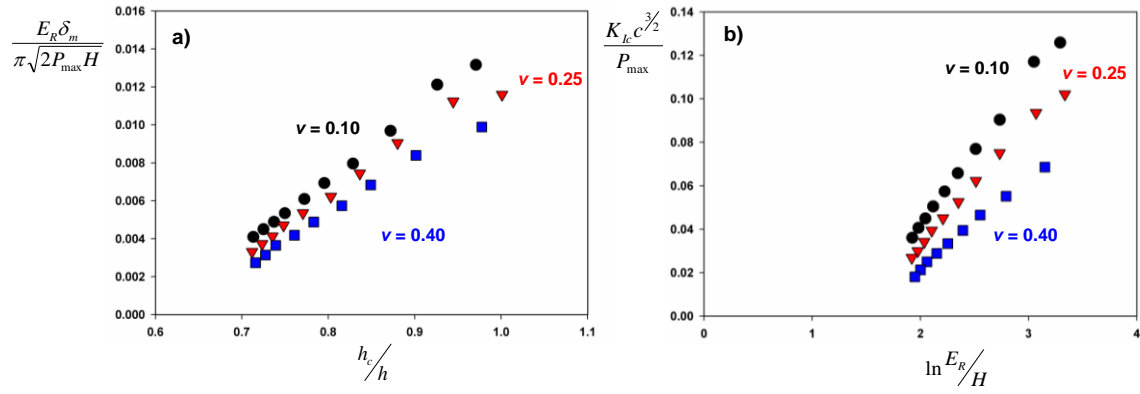 a)
E_R δ_m / π√(2P_max H)
0.016
0.014
0.012
0.010
0.008
0.006
0.004
0.002
0.000
v = 0.25
v = 0.10
v = 0.40
0.6 0.7 0.8 0.9 1.0 1.1
h_c/h
b)
K_Ic c^3/2 / P_max
0.14
0.12
0.10
0.08
0.06
0.04
0.02
0.00
v = 0.10
v = 0.25
v = 0.40
0 1 2 3 4
ln E_R/H